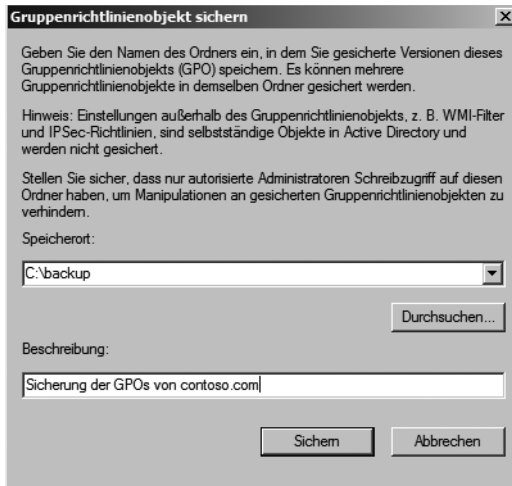 Gruppenrichtlinienobjekt sichern
Geben Sie den Namen des Ordners ein, in dem Sie gesicherte Versionen dieses
Gruppenrichtlinienobjekts (GPO) speichern. Es können mehrere
Gruppenrichtlinienobjekte in demselben Ordner gesichert werden.
Hinweis: Einstellungen außerhalb des Gruppenrichtlinienobjekts, z. B. WMI-Filter
und IPSec-Richtlinien, sind selbstständige Objekte in Active Directory und
werden nicht gesichert.
Stellen Sie sicher, dass nur autorisierte Administratoren Schreibzugriff auf diesen
Ordner haben, um Manipulationen an gesicherten Gruppenrichtlinienobjekten zu
verhindern.
Speicherort:
C:\backup
Durchsuchen...
Beschreibung:
Sicherung der GPOs von contoso.com
Sichern Abbrechen